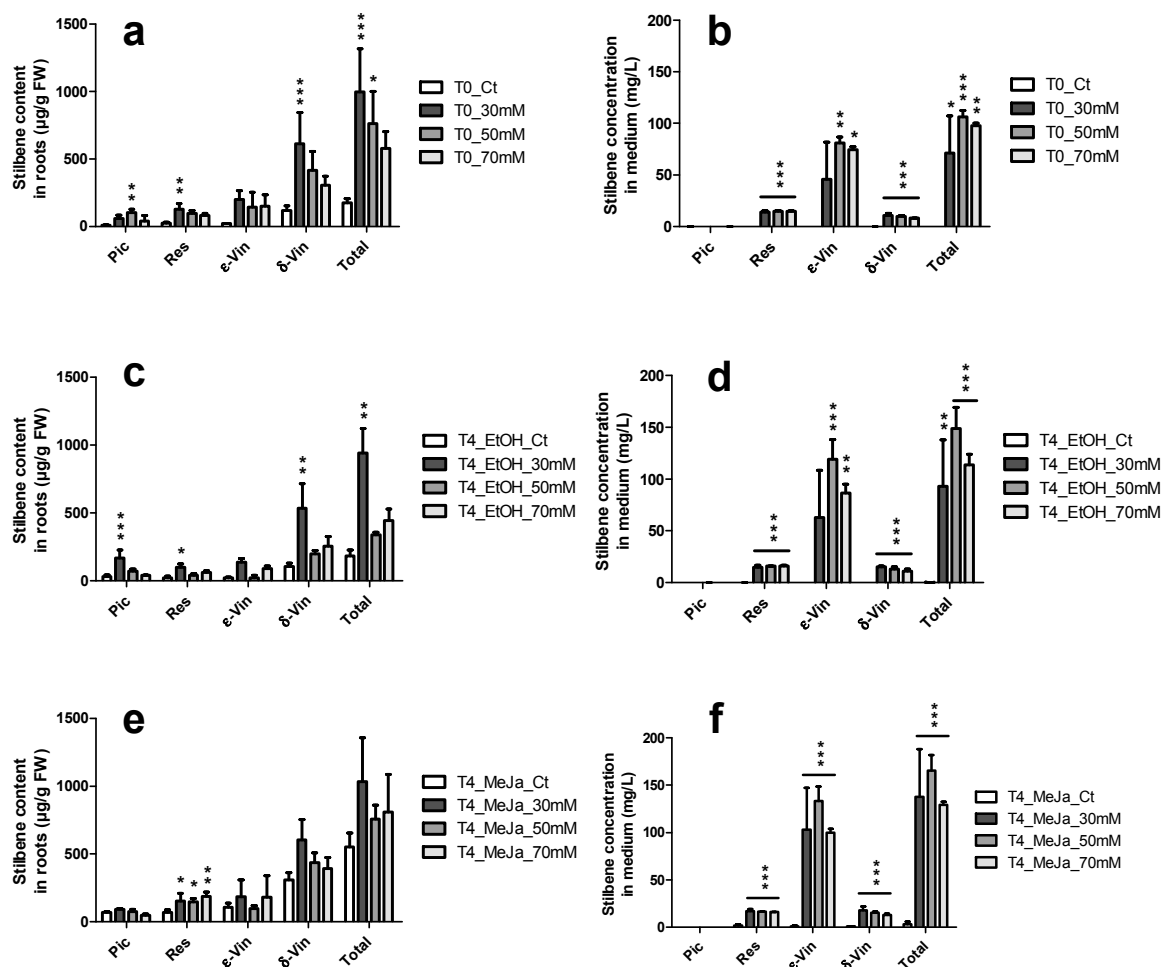 a
Stilbene content
in roots (µg/g FW)
1500
1000
500
0
**
**
***
***
*
Pic
Res
ε-Vin
δ-Vin
Total
T0_Ct
T0_30mM
T0_50mM
T0_70mM
b
Stilbene concentration
in medium (mg/L)
200
150
100
50
0
***
**
*
***
*
***
**
Pic
Res
ε-Vin
δ-Vin
Total
T0_Ct
T0_30mM
T0_50mM
T0_70mM
c
Stilbene content
in roots (µg/g FW)
1500
1000
500
0
***
*
**
**
Pic
Res
ε-Vin
δ-Vin
Total
T4_EtOH_Ct
T4_EtOH_30mM
T4_EtOH_50mM
T4_EtOH_70mM
d
Stilbene concentration
in medium (mg/L)
200
150
100
50
0
***
***
**
***
**
***
Pic
Res
ε-Vin
δ-Vin
Total
T4_EtOH_Ct
T4_EtOH_30mM
T4_EtOH_50mM
T4_EtOH_70mM
e
Stilbene content
in roots (µg/g FW)
1500
1000
500
0
*
*
**
Pic
Res
ε-Vin
δ-Vin
Total
T4_MeJa_Ct
T4_MeJa_30mM
T4_MeJa_50mM
T4_MeJa_70mM
f
Stilbene concentration
in medium (mg/L)
200
150
100
50
0
***
***
***
***
Pic
Res
ε-Vin
δ-Vin
Total
T4_MeJa_Ct
T4_MeJa_30mM
T4_MeJa_50mM
T4_MeJa_70mM